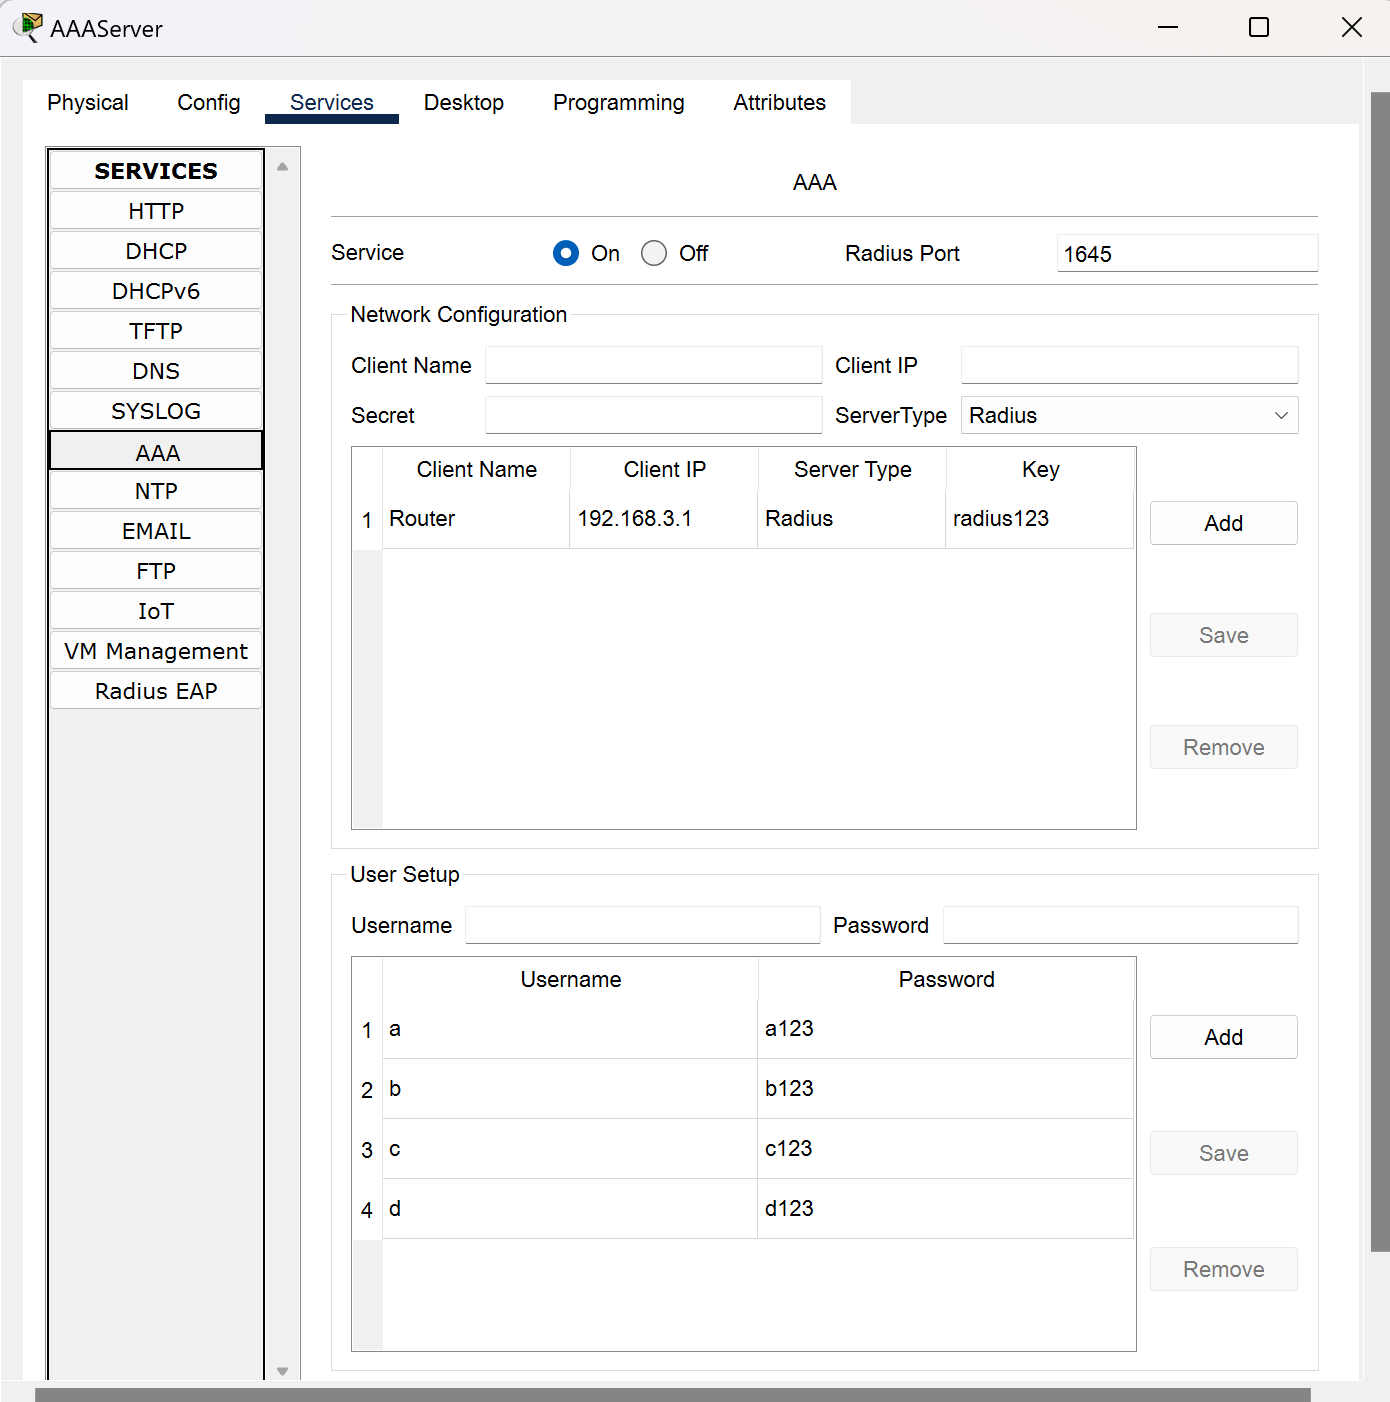 AAAServer
Physical Config Services Desktop Programming Attributes
SERVICES
HTTP
DHCP
DHCPv6
TFTP
DNS
SYSLOG
AAA
NTP
EMAIL
FTP
IoT
VM Management
Radius EAP
AAA
Service On Off Radius Port 1645
Network Configuration
Client Name Client IP
Secret ServerType Radius
Client Name Client IP Server Type Key
1 Router 192.168.3.1 Radius radius123
Add
Save
Remove
User Setup
Username Password
Username Password
1 a a123
2 b b123
3 c c123
4 d d123
Add
Save
Remove